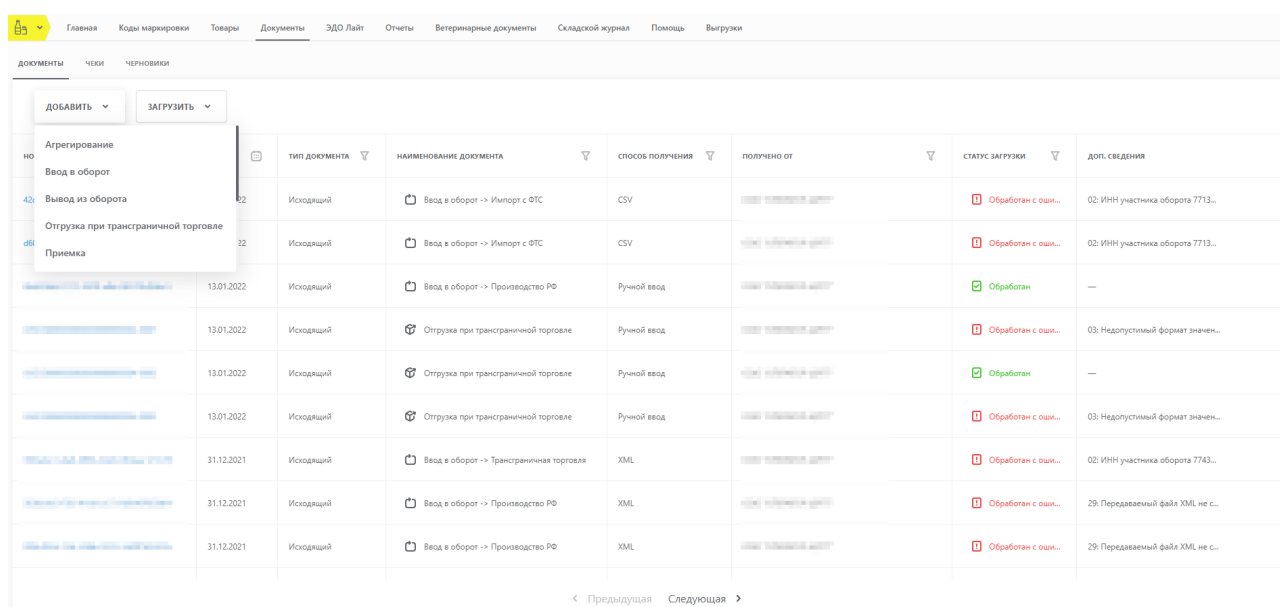 Главная Коды маркировки Товары Документы ЭДО Лайт Отчеты Ветеринарные документы Складской журнал Помощь Выгрузки
ДОКУМЕНТЫ ЧЕКИ ЧЕРНОВИКИ
ДОБАВИТЬ ЗАГРУЗИТЬ
Агрегирование
Ввод в оборот
Вывод из оборота
Отгрузка при трансграничной торговле
Приемка
НО ТИП ДОКУМЕНТА НАИМЕНОВАНИЕ ДОКУМЕНТА СПОСОБ ПОЛУЧЕНИЯ ПОЛУЧЕНО ОТ СТАТУС ЗАГРУЗКИ ДОП. СВЕДЕНИЯ
22 Исходящий Ввод в оборот -> Импорт с ФТС CSV Обработан с оши... 02: ИНН участника оборота 7713...
22 Исходящий Ввод в оборот -> Импорт с ФТС CSV Обработан с оши... 02: ИНН участника оборота 7713...
13.01.2022 Исходящий Ввод в оборот -> Производство РФ Ручной ввод Обработан —
13.01.2022 Исходящий Отгрузка при трансграничной торговле Ручной ввод Обработан с оши... 03: Недопустимый формат значен...
13.01.2022 Исходящий Отгрузка при трансграничной торговле Ручной ввод Обработан —
13.01.2022 Исходящий Отгрузка при трансграничной торговле Ручной ввод Обработан с оши... 03: Недопустимый формат значен...
31.12.2021 Исходящий Ввод в оборот -> Трансграничная торговля XML Обработан с оши... 02: ИНН участника оборота 7743...
31.12.2021 Исходящий Ввод в оборот -> Производство РФ XML Обработан с оши... 29: Передаваемый файл XML не с...
31.12.2021 Исходящий Ввод в оборот -> Производство РФ XML Обработан с оши... 29: Передаваемый файл XML не с...
< Предыдущая Следующая >